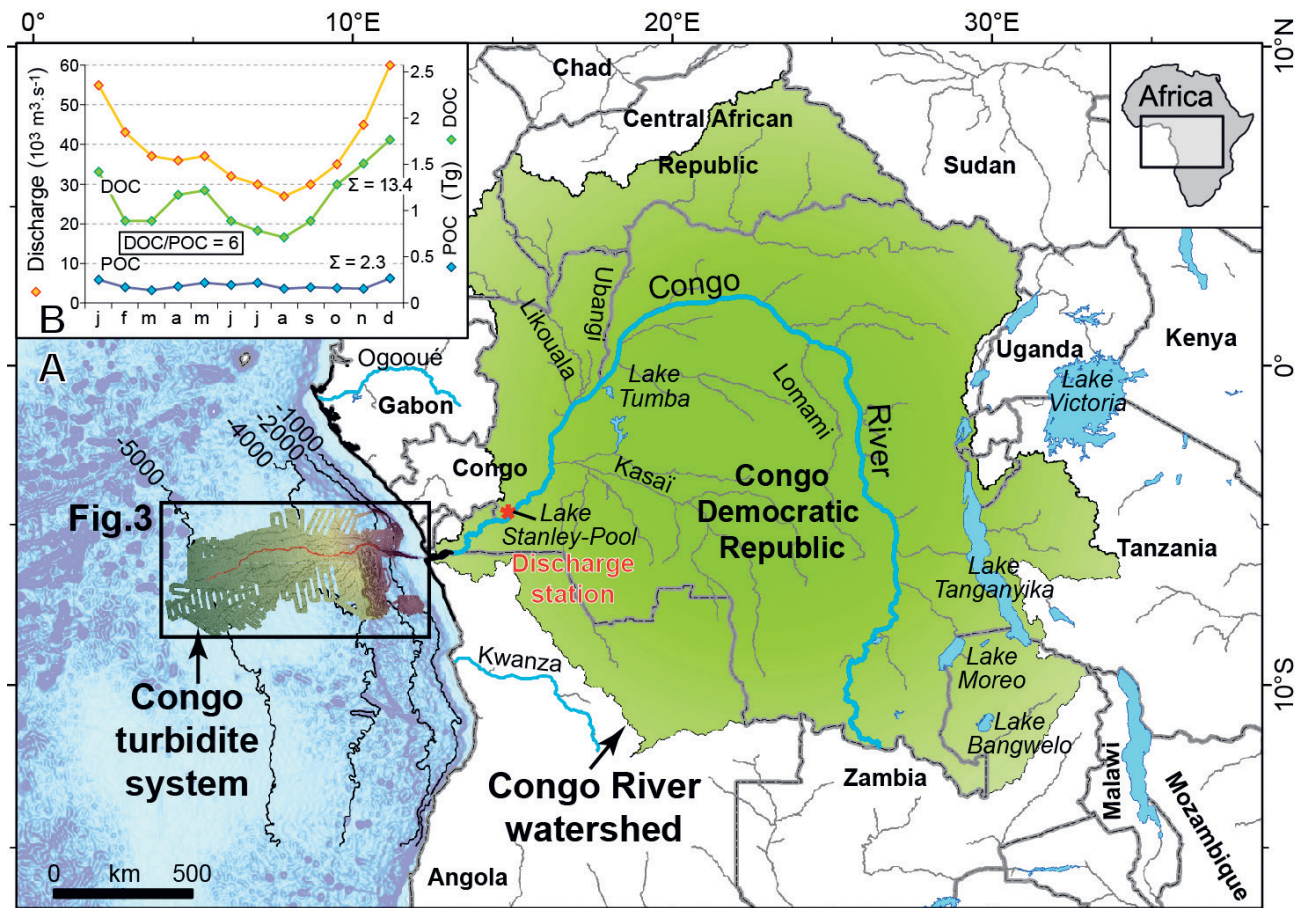 0°
10°E
20°E
30°E
10°N
0°
10°S
60
50
40
30
20
10
0
Discharge (10³ m³.s⁻¹)
2.5
2
1.5
1
0.5
0
POC (Tg) DOC
DOC
Σ = 13.4
DOC/POC = 6
POC
Σ = 2.3
j f m a m j j a s o n d
B
A
Africa
Chad
Central African
Republic
Sudan
Ubangi
Likouala
Congo
River
Lomami
Lake
Tumba
Kasaï
Ogooué
Gabon
Congo
Congo
Democratic
Republic
Uganda
Kenya
Lake
Victoria
Lake
Stanley-Pool
Discharge
station
Tanzania
Lake
Tanganyika
Lake
Moreo
Lake
Bangwelo
Zambia
Malawi
Mozambique
Kwanza
Angola
-1000
-2000
-4000
-5000
Fig.3
Congo
turbidite
system
Congo River
watershed
0 km 500